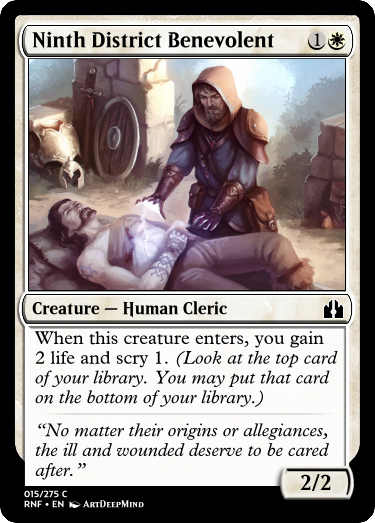 Ninth District Benevolent 1
Creature — Human Cleric
When this creature enters, you gain
2 life and scry 1. (Look at the top card
of your library. You may put that card
on the bottom of your library.)
“No matter their origins or allegiances,
the ill and wounded deserve to be cared
after.”
2/2
015/275 C
RNF • EN ArtDeepMind